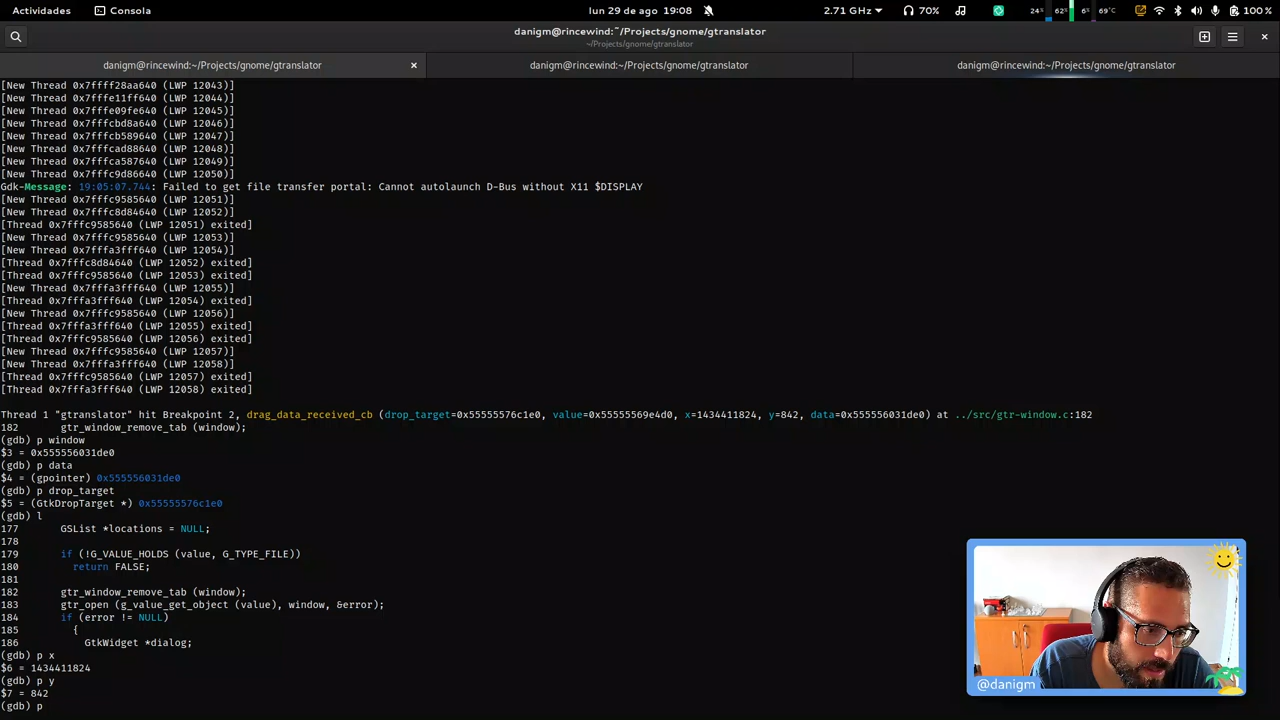 Actividades
Consola
lun 29 de ago 19:08
2.71 GHz
70%
24%
62%
6%
69°C
100 %
danigm@rincewind:~/Projects/gnome/gtranslator
~/Projects/gnome/gtranslator
danigm@rincewind:~/Projects/gnome/gtranslator
danigm@rincewind:~/Projects/gnome/gtranslator
danigm@rincewind:~/Projects/gnome/gtranslator
[New Thread 0x7ffff28aa640 (LWP 12043)]
[New Thread 0x7fffe11ff640 (LWP 12044)]
[New Thread 0x7fffe09fe640 (LWP 12045)]
[New Thread 0x7fffcbd8a640 (LWP 12046)]
[New Thread 0x7fffcb589640 (LWP 12047)]
[New Thread 0x7fffcad88640 (LWP 12048)]
[New Thread 0x7fffca587640 (LWP 12049)]
[New Thread 0x7fffc9d86640 (LWP 12050)]
Gdk-Message: 19:05:07.744: Failed to get file transfer portal: Cannot autolaunch D-Bus without X11 $DISPLAY
[New Thread 0x7fffc9585640 (LWP 12051)]
[New Thread 0x7fffc8d84640 (LWP 12052)]
[Thread 0x7fffc9585640 (LWP 12051) exited]
[New Thread 0x7fffc9585640 (LWP 12053)]
[New Thread 0x7fffa3fff640 (LWP 12054)]
[Thread 0x7fffc8d84640 (LWP 12052) exited]
[Thread 0x7fffc9585640 (LWP 12053) exited]
[New Thread 0x7fffa3fff640 (LWP 12055)]
[Thread 0x7fffa3fff640 (LWP 12054) exited]
[New Thread 0x7fffc9585640 (LWP 12056)]
[Thread 0x7fffa3fff640 (LWP 12055) exited]
[Thread 0x7fffc9585640 (LWP 12056) exited]
[New Thread 0x7fffc9585640 (LWP 12057)]
[New Thread 0x7fffa3fff640 (LWP 12058)]
[Thread 0x7fffc9585640 (LWP 12057) exited]
[Thread 0x7fffa3fff640 (LWP 12058) exited]
Thread 1 "gtranslator" hit Breakpoint 2, drag_data_received_cb (drop_target=0x55555576c1e0, value=0x55555569e4d0, x=1434411824, y=842, data=0x555556031de0) at ../src/gtr-window.c:182
182 gtr_window_remove_tab (window);
(gdb) p window
$3 = 0x555556031de0
(gdb) p data
$4 = (gpointer) 0x555556031de0
(gdb) p drop_target
$5 = (GtkDropTarget *) 0x55555576c1e0
(gdb) l
177 GSList *locations = NULL;
178
179 if (!G_VALUE_HOLDS (value, G_TYPE_FILE))
180 return FALSE;
181
182 gtr_window_remove_tab (window);
183 gtr_open (g_value_get_object (value), window, &error);
184 if (error != NULL)
185 {
186 GtkWidget *dialog;
(gdb) p x
$6 = 1434411824
(gdb) p y
$7 = 842
(gdb) p
@danigm